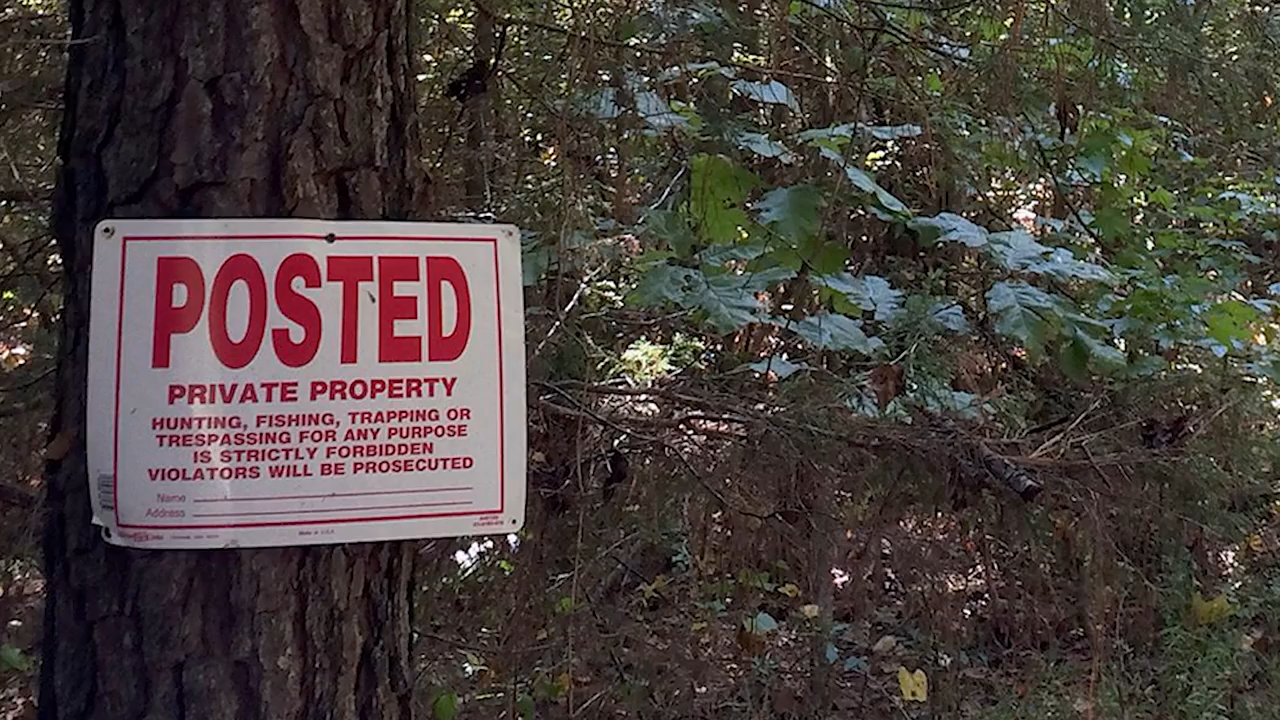 POSTED
PRIVATE PROPERTY
HUNTING, FISHING, TRAPPING OR
TRESPASSING FOR ANY PURPOSE
IS STRICTLY FORBIDDEN
VIOLATORS WILL BE PROSECUTED
Name
Address
Made in U.S.A.